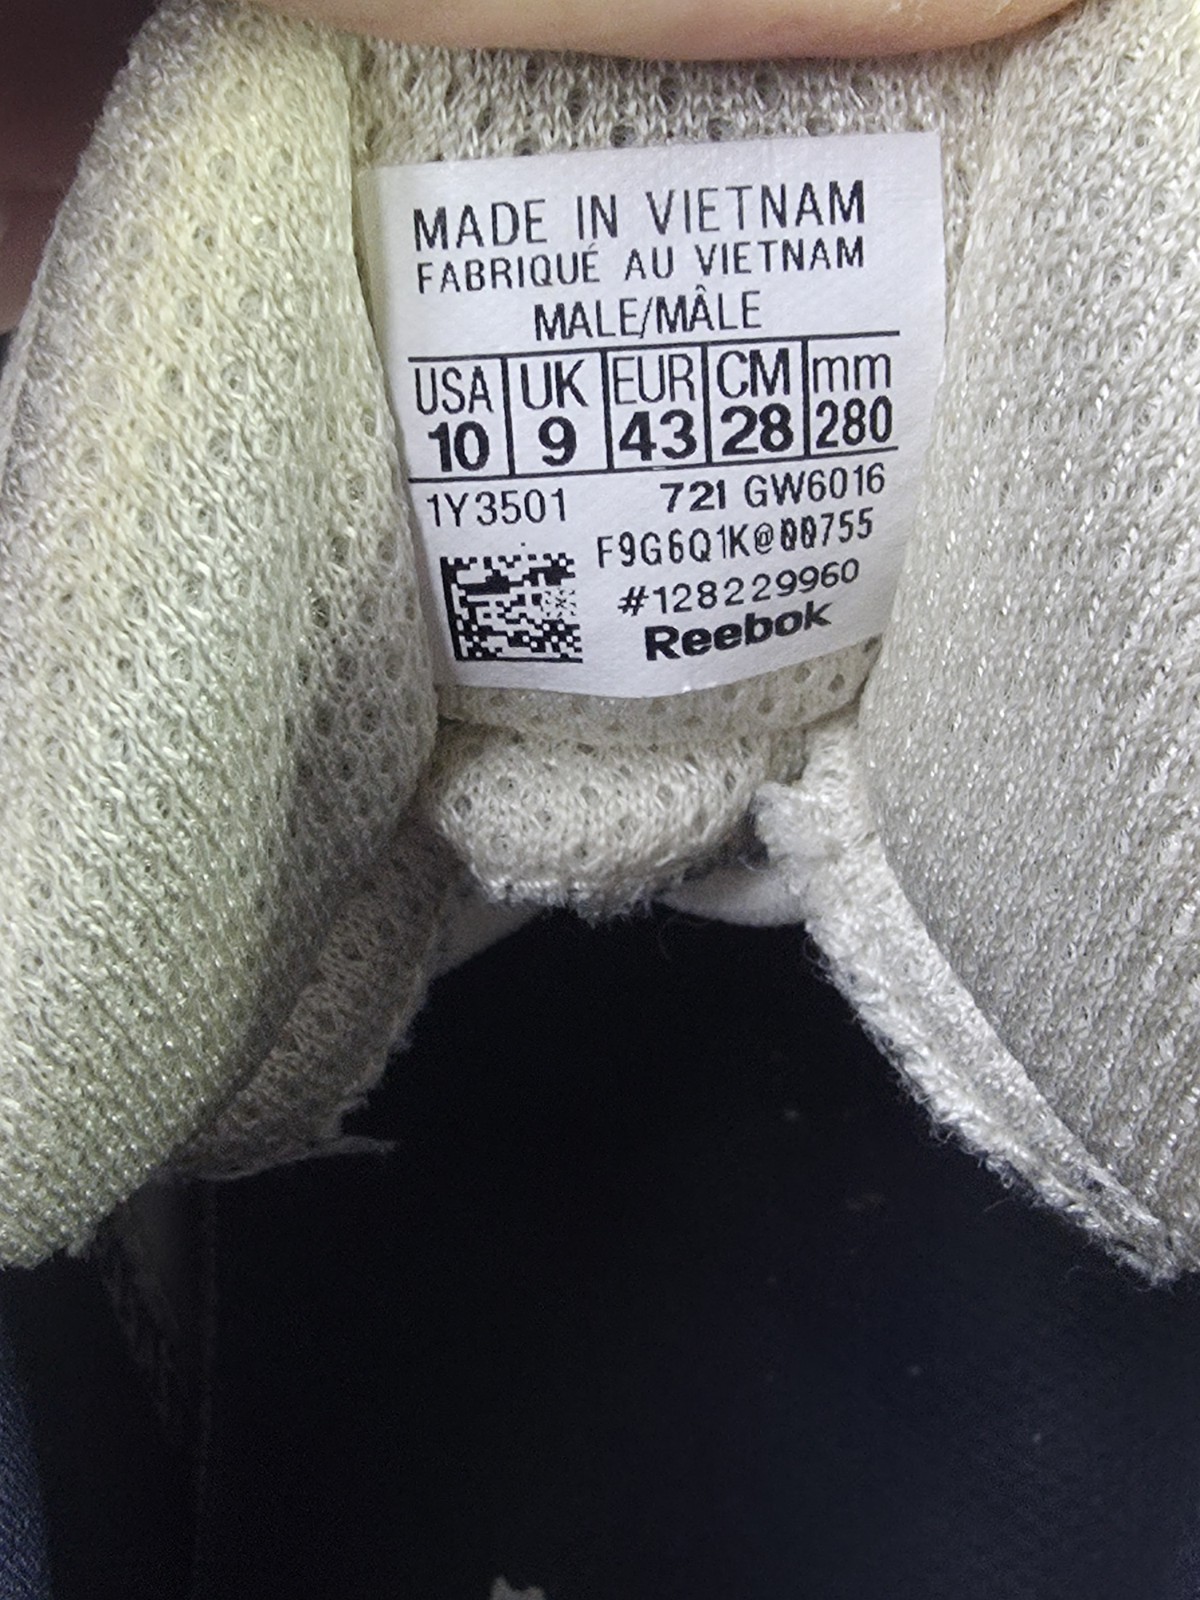 MADE IN VIETNAM
FABRIQUÉ AU VIETNAM
MALE/MÂLE
USA UK EUR CM mm
10 9 43 28 280
1Y3501 721 GW6016
F9G6Q1K@00755
#128229960
Reebok